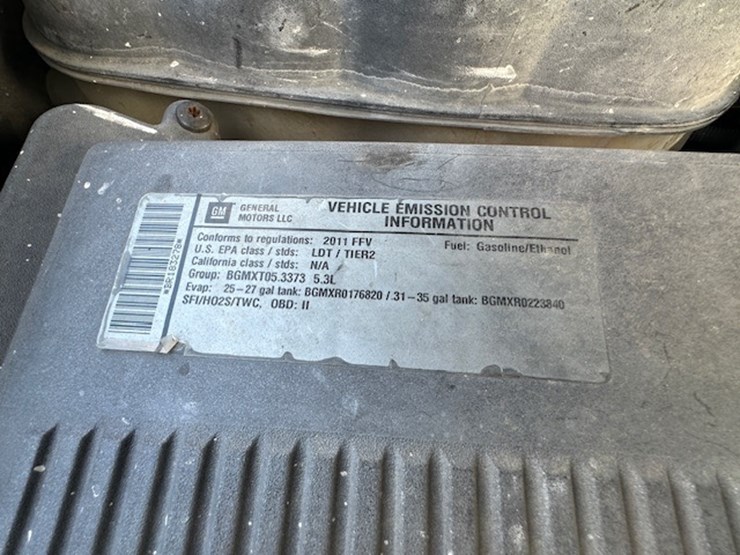 GM GENERAL MOTORS LLC
VEHICLE EMISSION CONTROL
INFORMATION
Conforms to regulations: 2011 FFV Fuel: Gasoline/Ethanol
U.S. EPA class / stds: LDT / TIER2
California class / stds: N/A
Group: BGMXT05.3373 5.3L
Evap: 25-27 gal tank: BGMXR0176820 / 31-35 gal tank: BGMXR0223840
SFI/HO2S/TWC, OBD: II